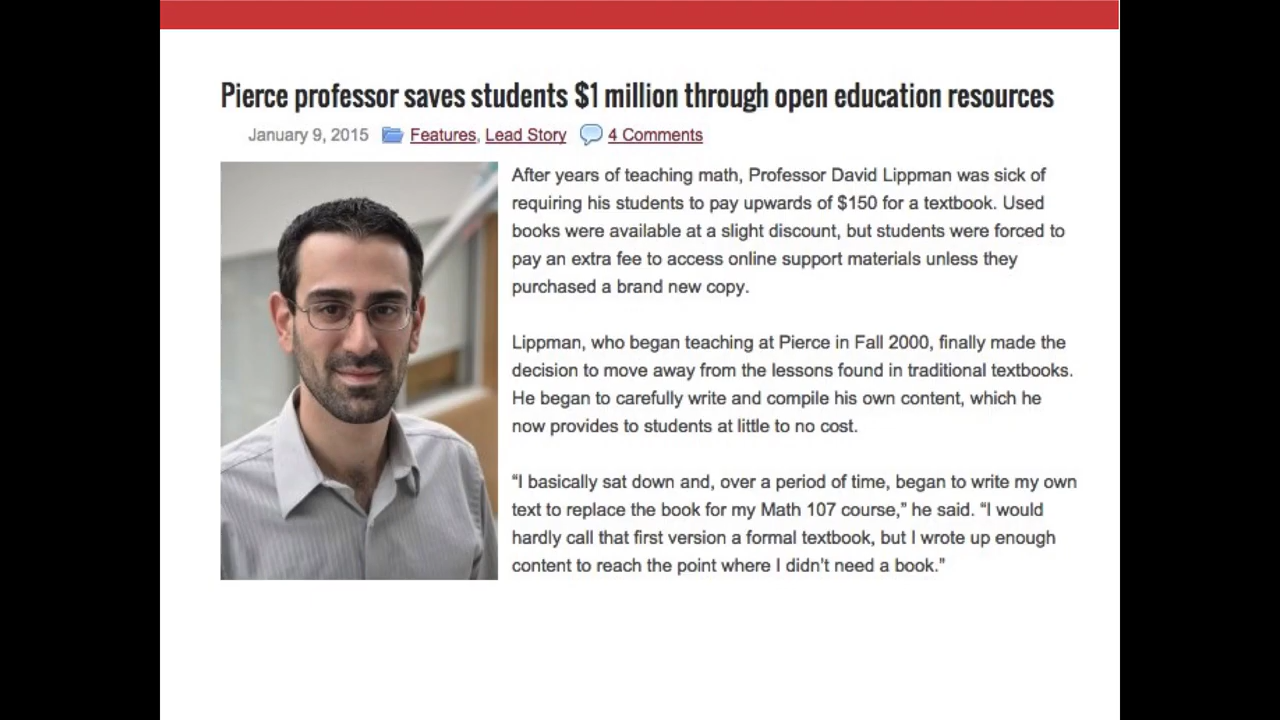 Pierce professor saves students $1 million through open education resources
January 9, 2015 Features, Lead Story 4 Comments
After years of teaching math, Professor David Lippman was sick of
requiring his students to pay upwards of $150 for a textbook. Used
books were available at a slight discount, but students were forced to
pay an extra fee to access online support materials unless they
purchased a brand new copy.
Lippman, who began teaching at Pierce in Fall 2000, finally made the
decision to move away from the lessons found in traditional textbooks.
He began to carefully write and compile his own content, which he
now provides to students at little to no cost.
“I basically sat down and, over a period of time, began to write my own
text to replace the book for my Math 107 course,” he said. “I would
hardly call that first version a formal textbook, but I wrote up enough
content to reach the point where I didn’t need a book.”